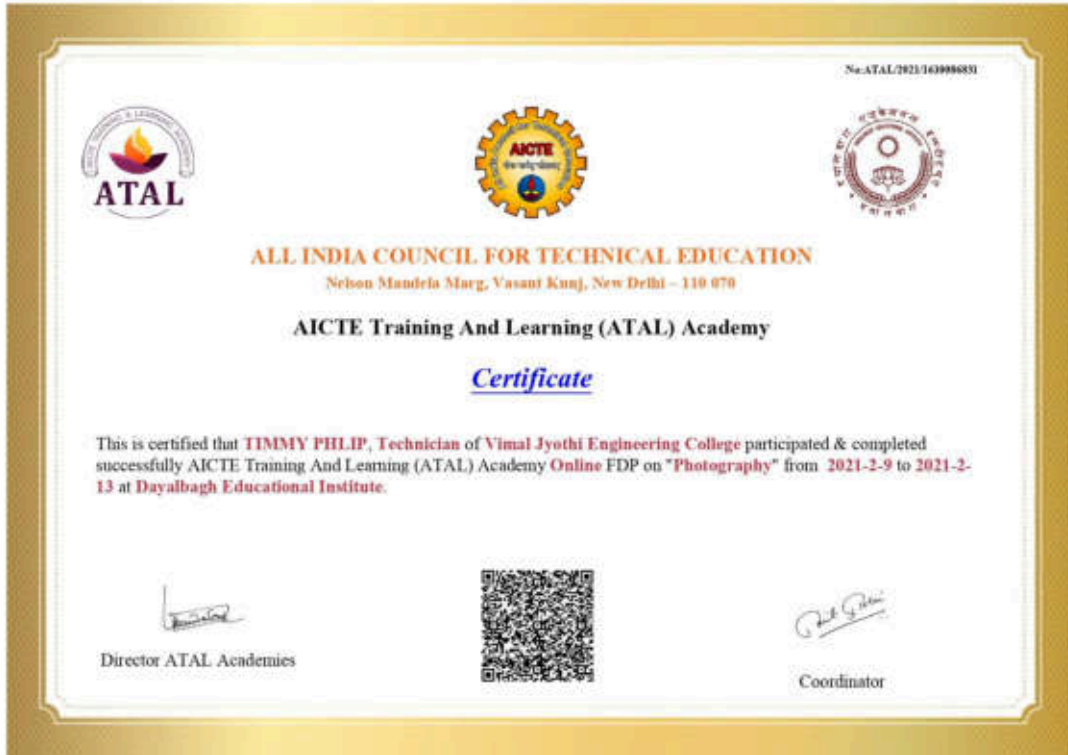 No:ATAL/2021/1610086831
ATAL
AICTE
ALL INDIA COUNCIL FOR TECHNICAL EDUCATION
Nelson Mandela Marg, Vasant Kunj, New Delhi – 110 070
AICTE Training And Learning (ATAL) Academy
Certificate
This is certified that TIMMY PHLIP, Technician of Vimal Jyothi Engineering College participated & completed
successfully AICTE Training And Learning (ATAL) Academy Online FDP on "Photography" from 2021-2-9 to 2021-2-
13 at Dayalbagh Educational Institute.
Director ATAL Academies
Coordinator